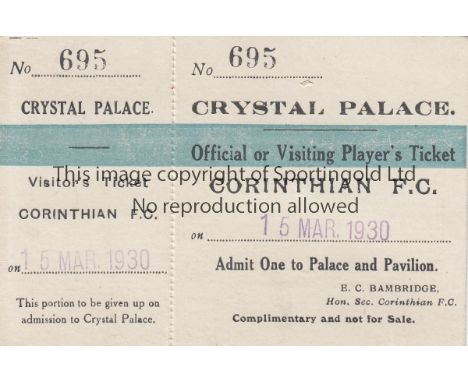 No 695
CRYSTAL PALACE.
Visitor's Ticket
CORINTHIAN F.C.
on 15 MAR. 1930
This portion to be given up on
admission to Crystal Palace.
No 695
CRYSTAL PALACE.
Official or Visiting Player's Ticket
CORINTHIAN F.C.
on 15 MAR. 1930
Admit One to Palace and Pavilion.
E. C. BAMBRIDGE,
Hon. Sec. Corinthian F.C.
Complimentary and not for Sale.
This image copyright of Sportingold Ltd
No reproduction allowed